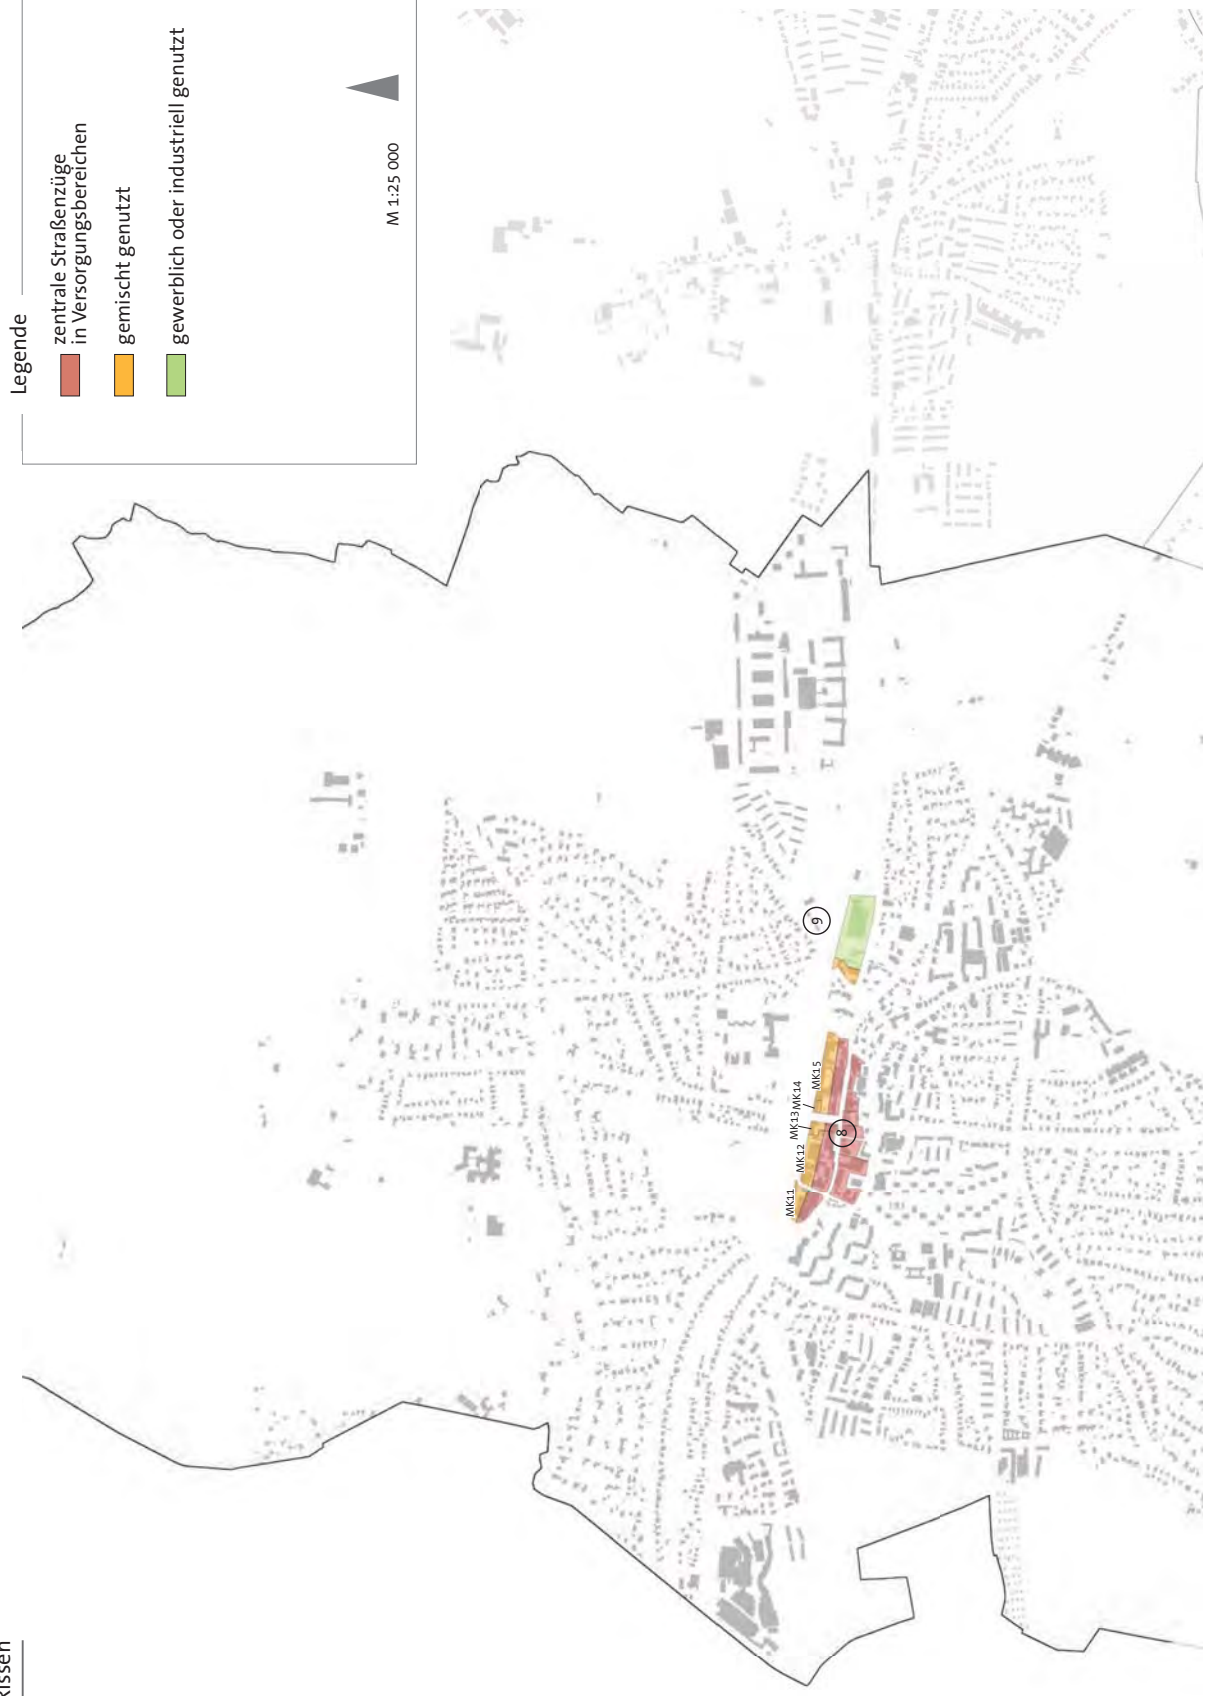 Rissen
Legende
zentrale Straßenzüge
in Versorgungsbereichen
gemischt genutzt
gewerblich oder industriell genutzt
M 1:25 000
MK11
MK12
MK13
MK14
MK15
8
9